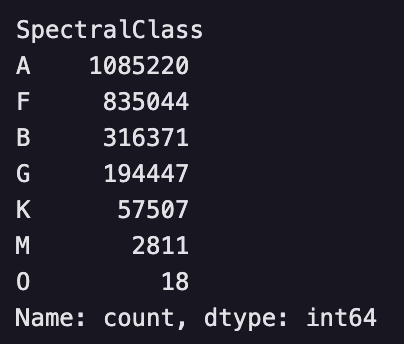 SpectralClass
A 1085220
F 835044
B 316371
G 194447
K 57507
M 2811
O 18
Name: count, dtype: int64